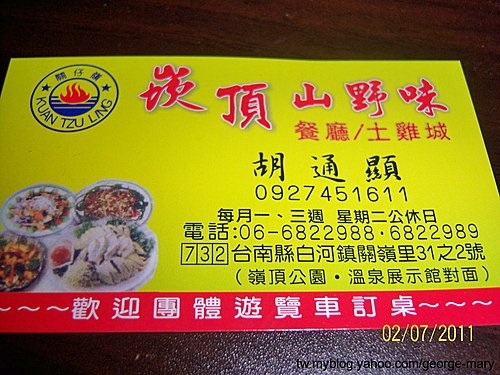 關仔嶺
KUAN TZU LING
崁頂山野味
餐廳/土雞城
胡通顯
0927451611
每月一、三週 星期二公休日
電話:06-6822988·6822989
732台南縣白河鎮關嶺里31之2號
(嶺頂公園·溫泉展示館對面)
~~~歡迎團體遊覽車訂桌~~~
02/07/2011
tw.myblog.yahoo.com/george-mary